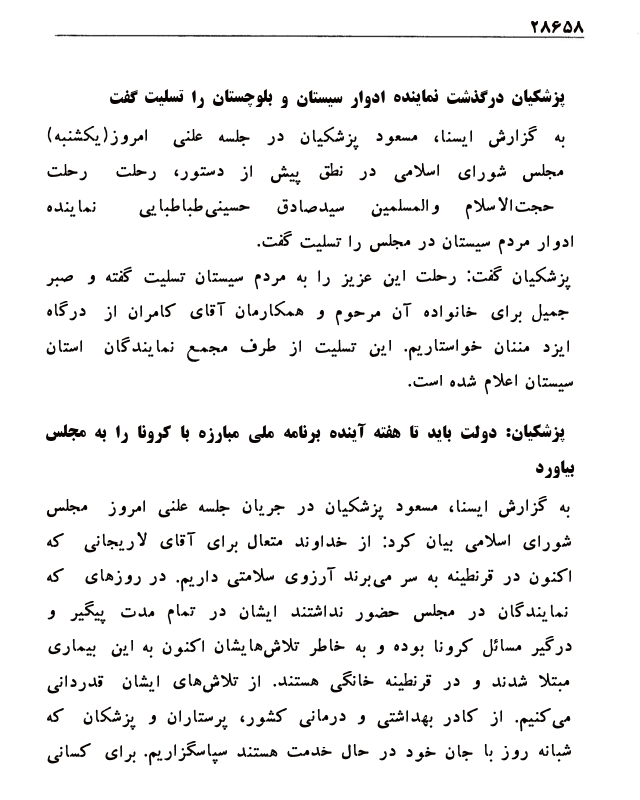 ۲۸۶۵۸
پزشکیان درگذشت نماینده ادوار سیستان و بلوچستان را تسلیت گفت
به گزارش ایسنا، مسعود پزشکیان در جلسه علنی امروز(یکشنبه)
مجلس شورای اسلامی در نطق پیش از دستور، رحلت رحلت
حجت‌الاسلام والمسلمین سیدصادق حسینی‌طباطبایی نماینده
ادوار مردم سیستان در مجلس را تسلیت گفت.
پزشکیان گفت: رحلت این عزیز را به مردم سیستان تسلیت گفته و صبر
جمیل برای خانواده آن مرحوم و همکارمان آقای کامران از درگاه
ایزد مننان خواستاریم. این تسلیت از طرف مجمع نمایندگان استان
سیستان اعلام شده است.
پزشکیان: دولت باید تا هفته آینده برنامه ملی مبارزه با کرونا را به مجلس
بیاورد
به گزارش ایسنا، مسعود پزشکیان در جریان جلسه علنی امروز مجلس
شورای اسلامی بیان کرد: از خداوند متعال برای آقای لاریجانی که
اکنون در قرنطینه به سر می‌برند آرزوی سلامتی داریم. در روزهای که
نمایندگان در مجلس حضور نداشتند ایشان در تمام مدت پیگیر و
درگیر مسائل کرونا بوده و به خاطر تلاش‌هایشان اکنون به این بیماری
مبتلا شدند و در قرنطینه خانگی هستند. از تلاش‌های ایشان قدردانی
می‌کنیم. از کادر بهداشتی و درمانی کشور، پرستاران و پزشکان که
شبانه روز با جان خود در حال خدمت هستند سپاسگزاریم. برای کسانی